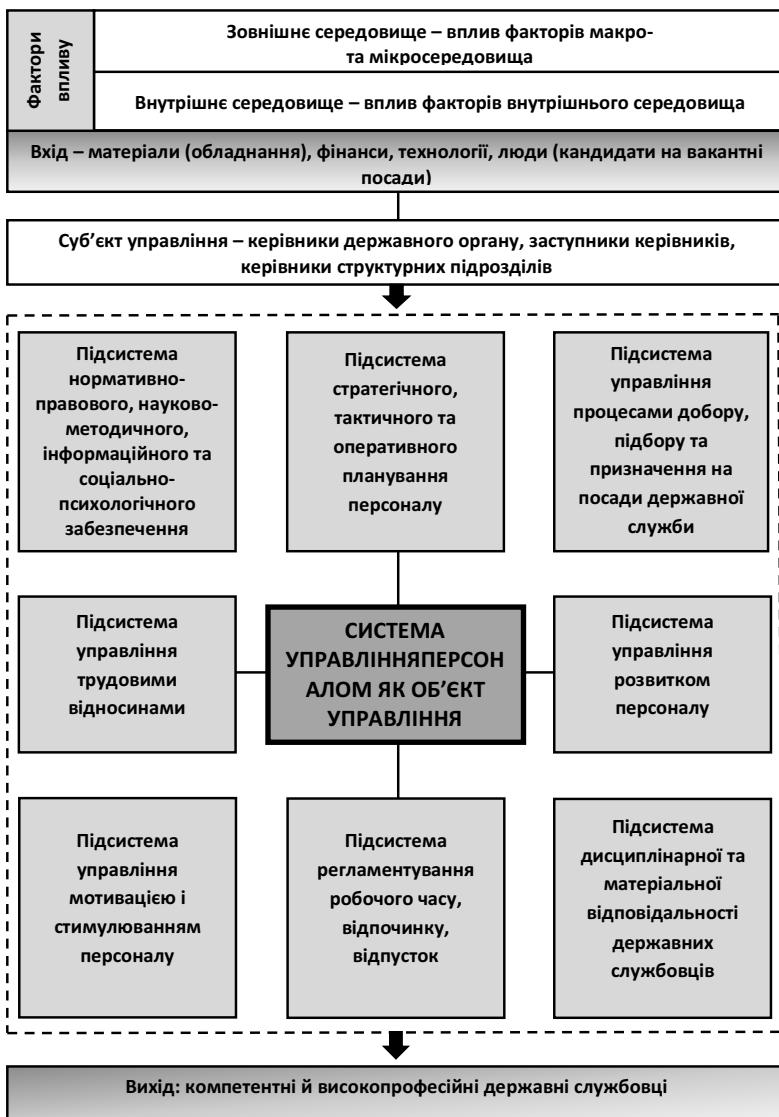 Фактори
впливу
Зовнішнє середовище – вплив факторів макро-
та мікросередовища
Внутрішнє середовище – вплив факторів внутрішнього середовища
Вхід – матеріали (обладнання), фінанси, технології, люди (кандидати на вакантні
посади)
Суб’єкт управління – керівники державного органу, заступники керівників,
керівники структурних підрозділів
Підсистема
нормативно-
правового, науково-
методичного,
інформаційного та
соціально-
психологічного
забезпечення
Підсистема
стратегічного,
тактичного та
оперативного
планування
персоналу
Підсистема
управління
процесами добору,
підбору та
призначення на
посади державної
служби
Підсистема
управління
трудовими
відносинами
СИСТЕМА
УПРАВЛІННЯПЕРСОН
АЛОМ ЯК ОБ’ЄКТ
УПРАВЛІННЯ
Підсистема
управління
розвитком
персоналу
Підсистема
управління
мотивацією і
стимулюванням
персоналу
Підсистема
регламентування
робочого часу,
відпочинку,
відпусток
Підсистема
дисциплінарної та
матеріальної
відповідальності
державних
службовців
Вихід: компетентні й високопрофесійні державні службовці